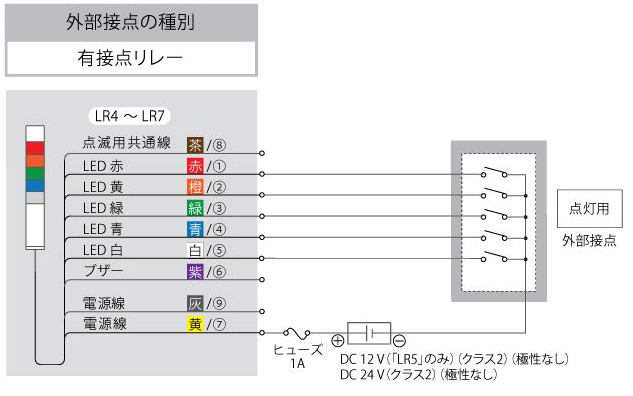 外部接点の種別
有接点リレー
LR4 ～ LR7
点滅用共通線 茶/⑧
LED 赤 赤/①
LED 黄 橙/②
LED 緑 緑/③
LED 青 青/④
LED 白 白/⑤
ブザー 紫/⑥
電源線 灰/⑨
電源線 黄/⑦
点灯用
外部接点
ヒューズ
1A
+ −
DC 12 V（「LR5」のみ）（クラス2）（極性なし）
DC 24 V（クラス2）（極性なし）